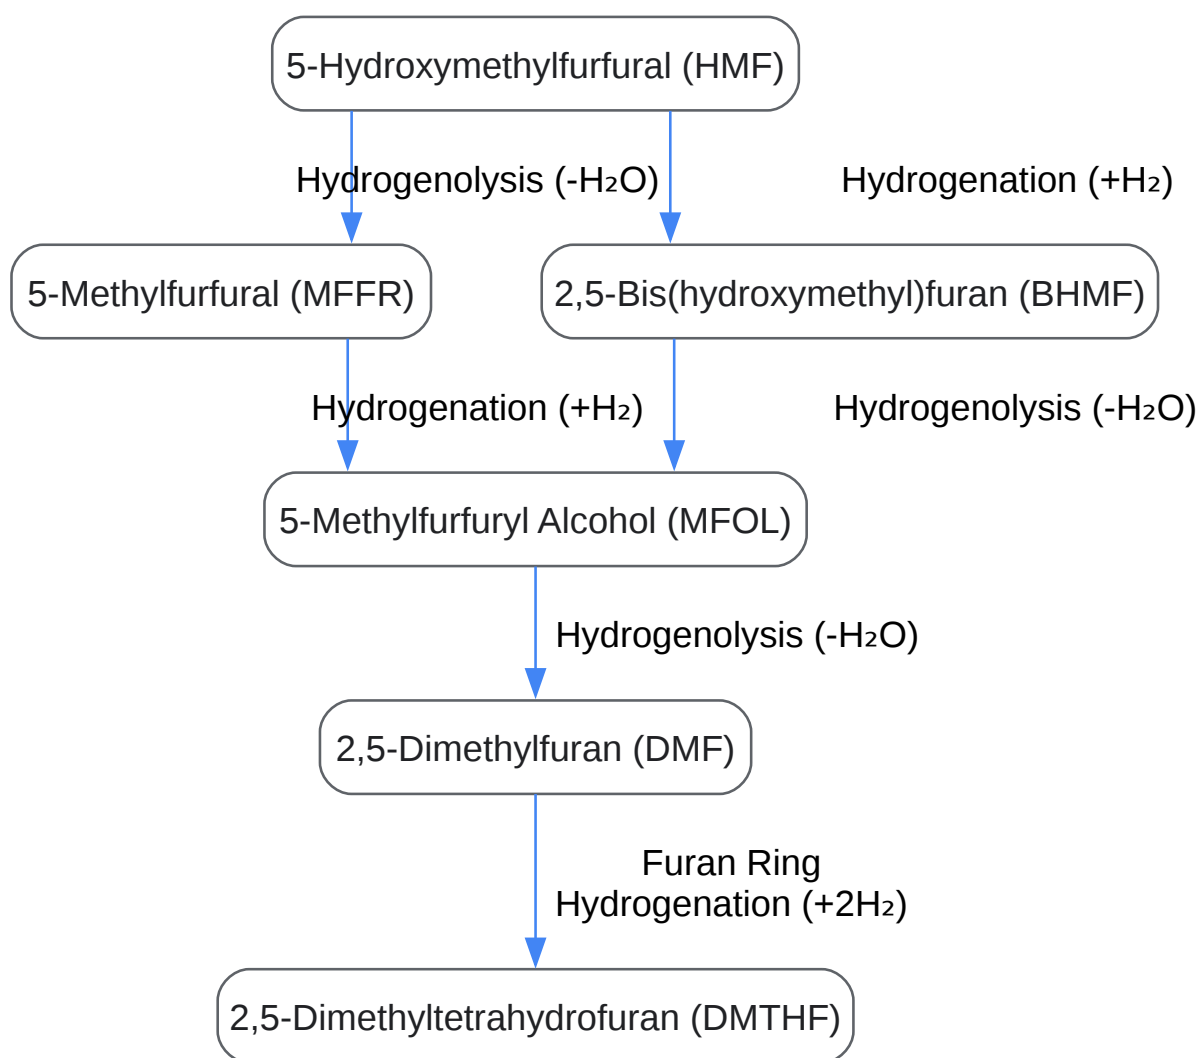 5-Hydroxymethylfurfural (HMF)
Hydrogenolysis (-H₂O)
Hydrogenation (+H₂)
5-Methylfurfural (MFFR)
2,5-Bis(hydroxymethyl)furan (BHMF)
Hydrogenation (+H₂)
Hydrogenolysis (-H₂O)
5-Methylfurfuryl Alcohol (MFOL)
Hydrogenolysis (-H₂O)
2,5-Dimethylfuran (DMF)
Furan Ring
Hydrogenation (+2H₂)
2,5-Dimethyltetrahydrofuran (DMTHF)